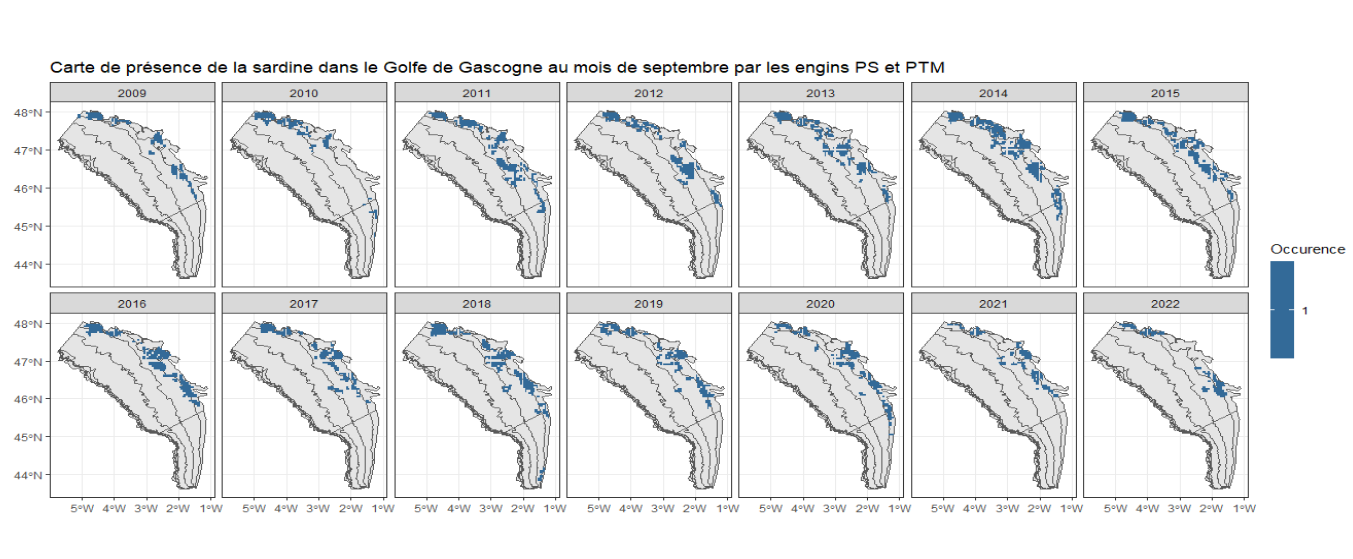 Carte de présence de la sardine dans le Golfe de Gascogne au mois de septembre par les engins PS et PTM
2009 2010 2011 2012 2013 2014 2015
48°N
47°N
46°N
45°N
44°N
Occurence
1
2016 2017 2018 2019 2020 2021 2022
48°N
47°N
46°N
45°N
44°N
5°W 4°W 3°W 2°W 1°W 5°W 4°W 3°W 2°W 1°W 5°W 4°W 3°W 2°W 1°W 5°W 4°W 3°W 2°W 1°W 5°W 4°W 3°W 2°W 1°W 5°W 4°W 3°W 2°W 1°W 5°W 4°W 3°W 2°W 1°W